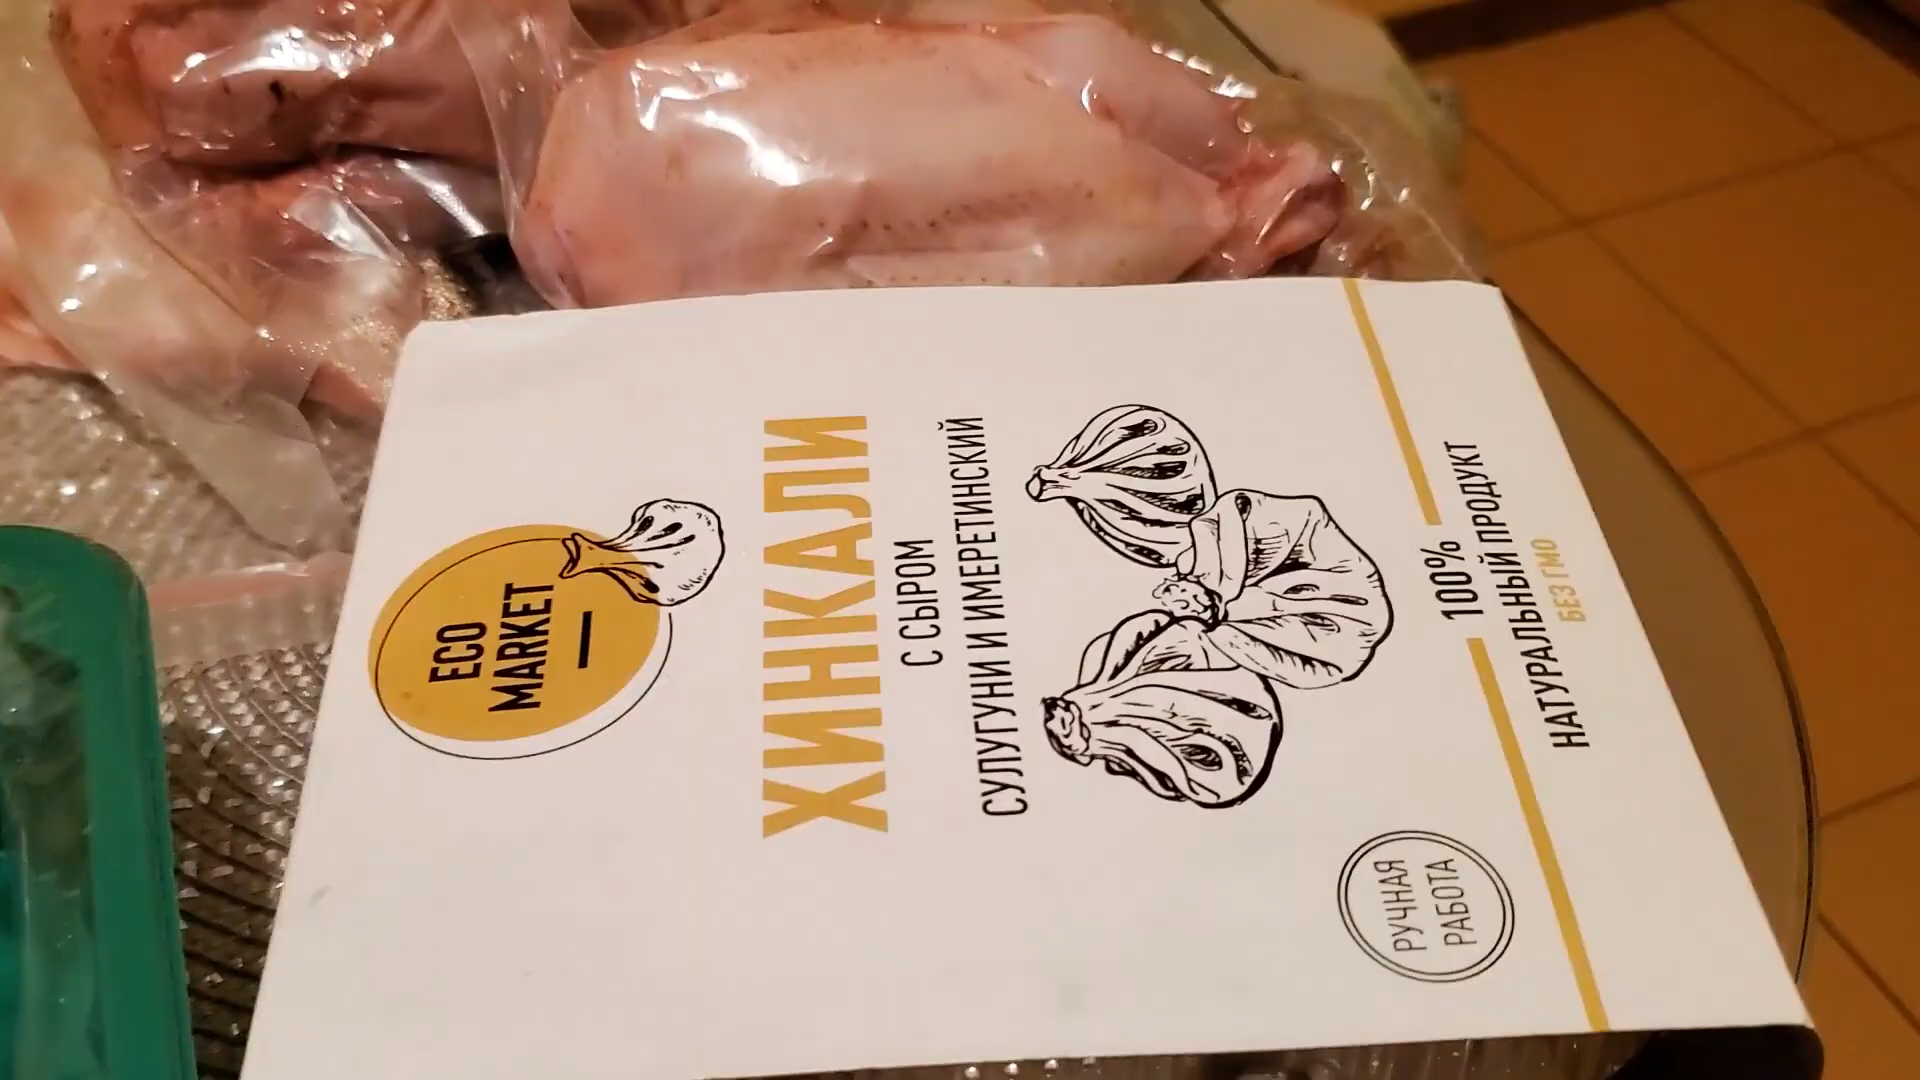 ECO
MARKET
ХИНКАЛИ
С СЫРОМ
СУЛУГУНИ И ИМЕРЕТИНСКИЙ
100%
НАТУРАЛЬНЫЙ ПРОДУКТ
БЕЗ ГМО
РУЧНАЯ
РАБОТА